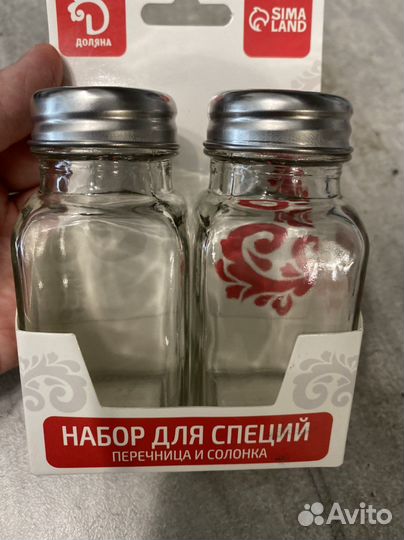 ДОЛЯНА
SIMA
LAND
НАБОР ДЛЯ СПЕЦИЙ
ПЕРЕЧНИЦА И СОЛОНКА
Avito